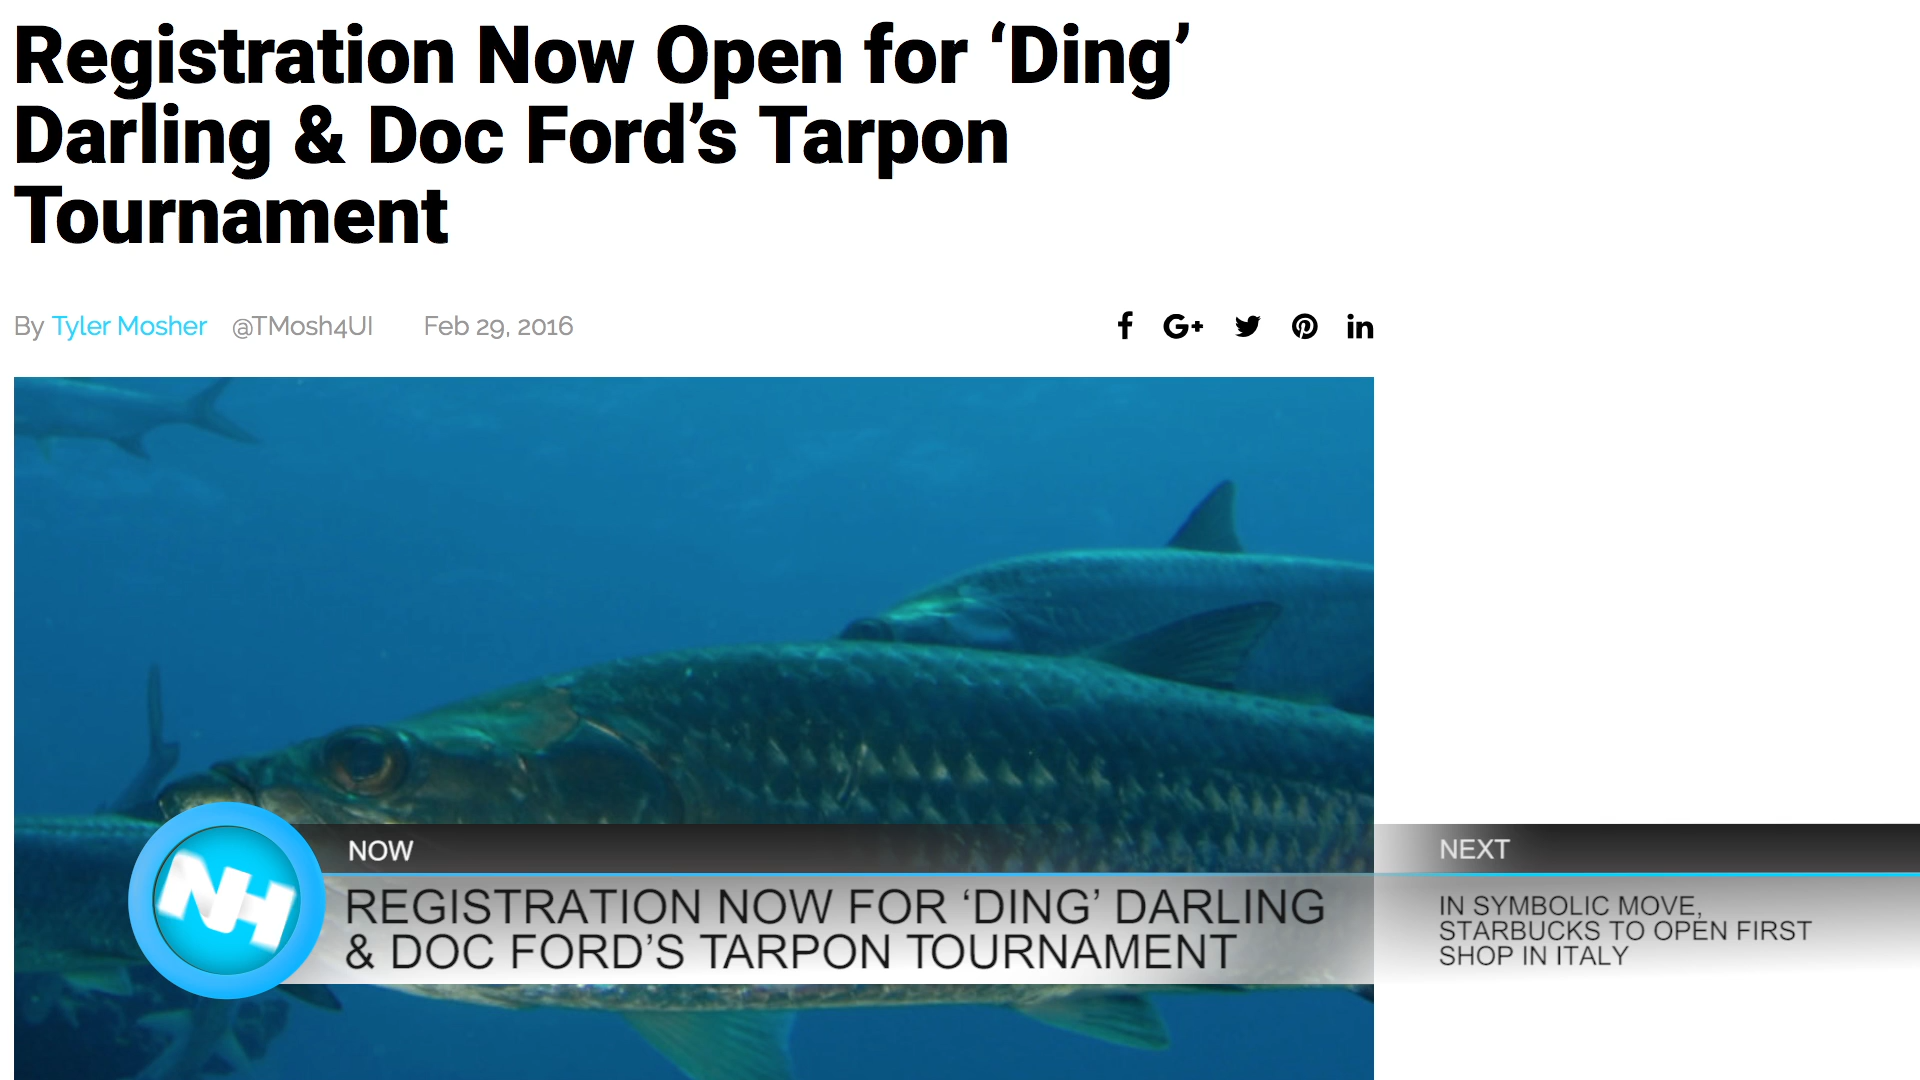 Registration Now Open for ‘Ding’
Darling & Doc Ford’s Tarpon
Tournament
By Tyler Mosher @TMosh4UI Feb 29, 2016
NH
NOW
REGISTRATION NOW FOR ‘DING’ DARLING
& DOC FORD’S TARPON TOURNAMENT
NEXT
IN SYMBOLIC MOVE,
STARBUCKS TO OPEN FIRST
SHOP IN ITALY